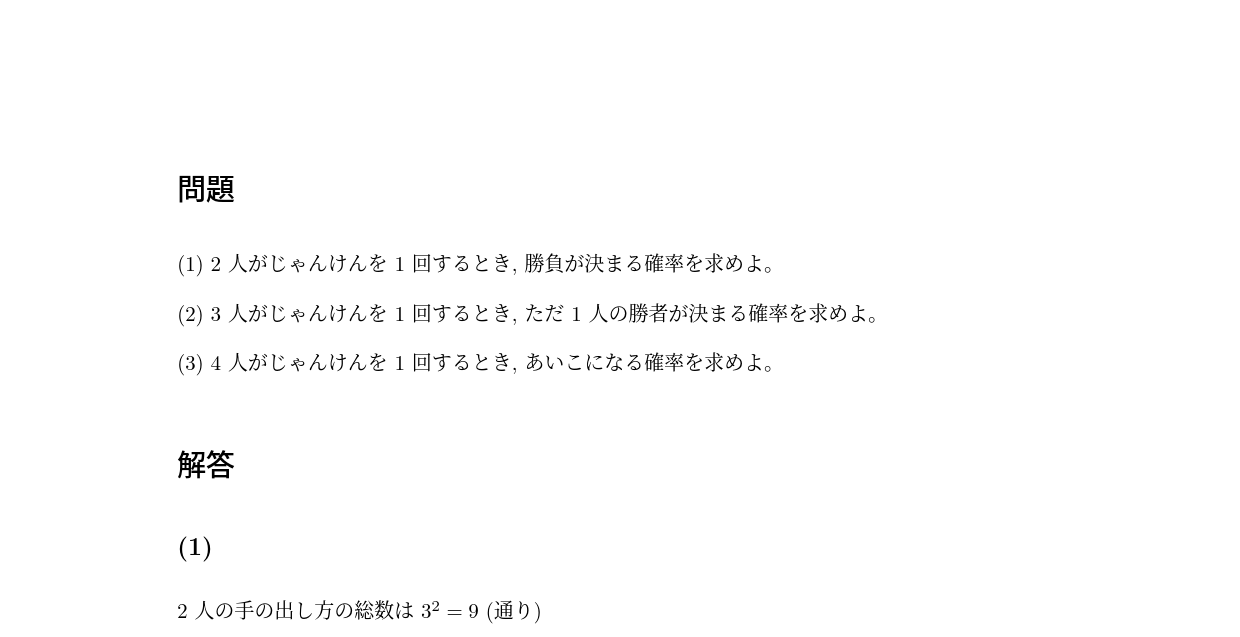 問題
(1) 2 人がじゃんけんを 1 回するとき, 勝負が決まる確率を求めよ。
(2) 3 人がじゃんけんを 1 回するとき, ただ 1 人の勝者が決まる確率を求めよ。
(3) 4 人がじゃんけんを 1 回するとき, あいこになる確率を求めよ。
解答
(1)
2 人の手の出し方の総数は 3² = 9 (通り)